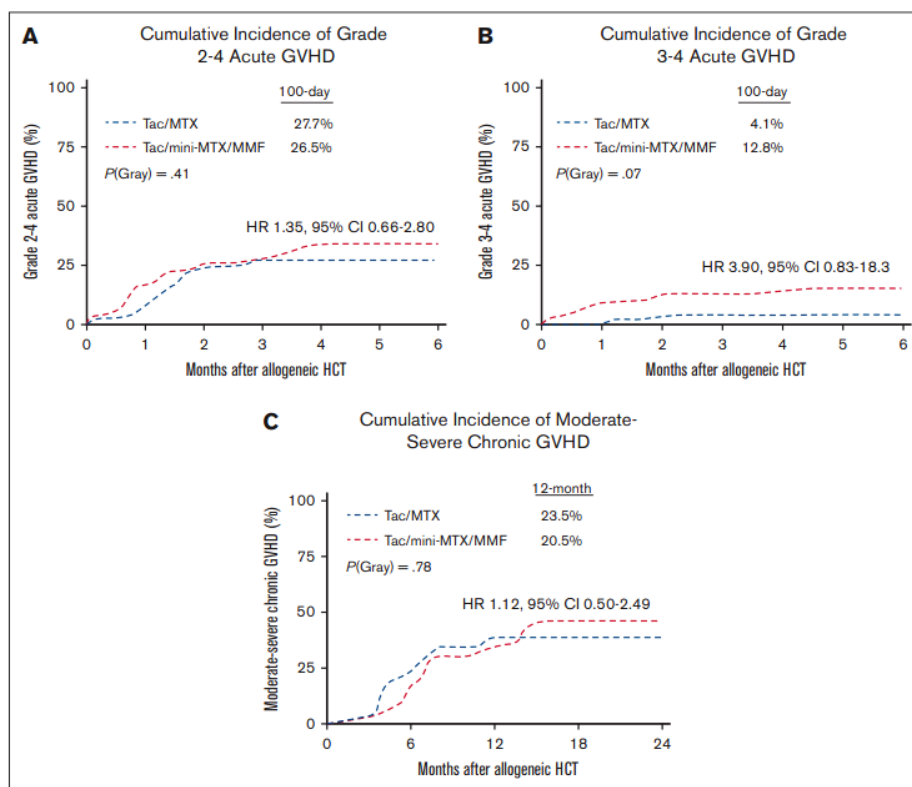 A
Cumulative Incidence of Grade
2-4 Acute GVHD
Grade 2-4 acute GVHD (%)
100
75
50
25
0
100-day
Tac/MTX 27.7%
Tac/mini-MTX/MMF 26.5%
P(Gray) = .41
HR 1.35, 95% CI 0.66-2.80
0 1 2 3 4 5 6
Months after allogeneic HCT
B
Cumulative Incidence of Grade
3-4 Acute GVHD
Grade 3-4 acute GVHD (%)
100
75
50
25
0
100-day
Tac/MTX 4.1%
Tac/mini-MTX/MMF 12.8%
P(Gray) = .07
HR 3.90, 95% CI 0.83-18.3
0 1 2 3 4 5 6
Months after allogeneic HCT
C
Cumulative Incidence of Moderate-
Severe Chronic GVHD
Moderate-severe chronic GVHD (%)
100
75
50
25
0
12-month
Tac/MTX 23.5%
Tac/mini-MTX/MMF 20.5%
P(Gray) = .78
HR 1.12, 95% CI 0.50-2.49
0 6 12 18 24
Months after allogeneic HCT